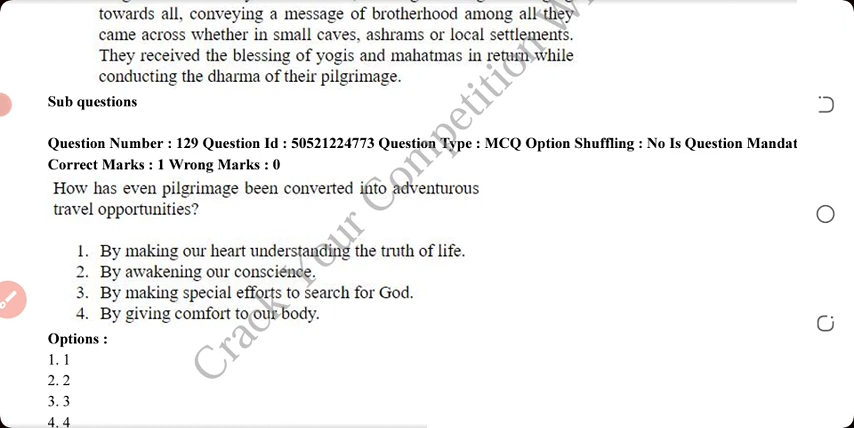 towards all, conveying a message of brotherhood among all they
came across whether in small caves, ashrams or local settlements.
They received the blessing of yogis and mahatmas in return while
conducting the dharma of their pilgrimage.
Sub questions
Question Number : 129 Question Id : 50521224773 Question Type : MCQ Option Shuffling : No Is Question Mandat
Correct Marks : 1 Wrong Marks : 0
How has even pilgrimage been converted into adventurous
travel opportunities?
1. By making our heart understanding the truth of life.
2. By awakening our conscience.
3. By making special efforts to search for God.
4. By giving comfort to our body.
Options :
1. 1
2. 2
3. 3
4. 4
Crack Your Competition W